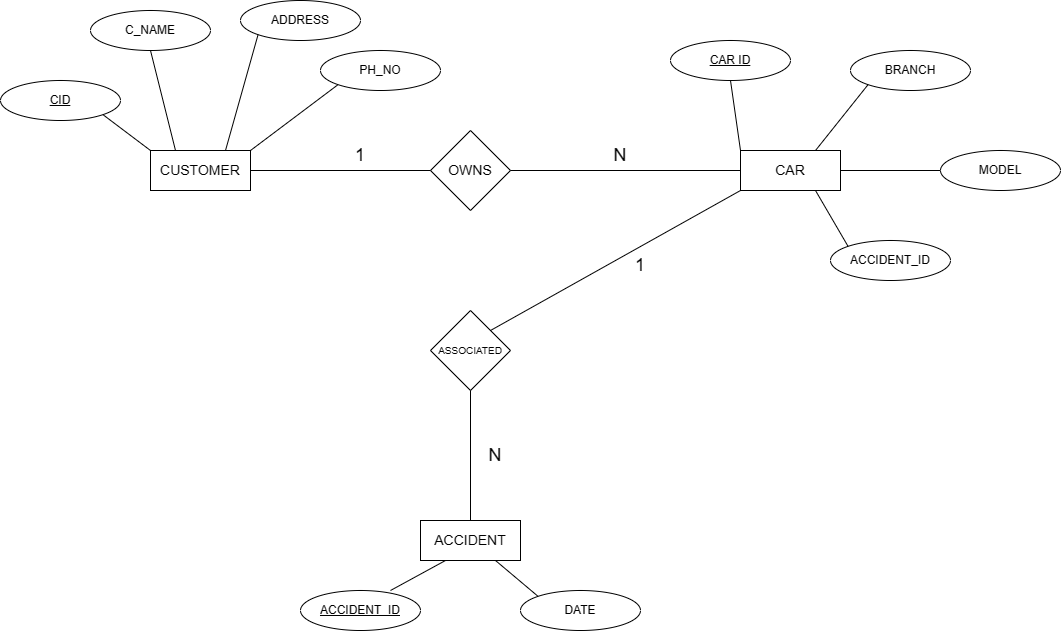 ADDRESS
C_NAME
PH_NO
CAR ID
BRANCH
CID
1
N
CUSTOMER
OWNS
CAR
MODEL
ACCIDENT_ID
1
ASSOCIATED
N
ACCIDENT
ACCIDENT_ID
DATE